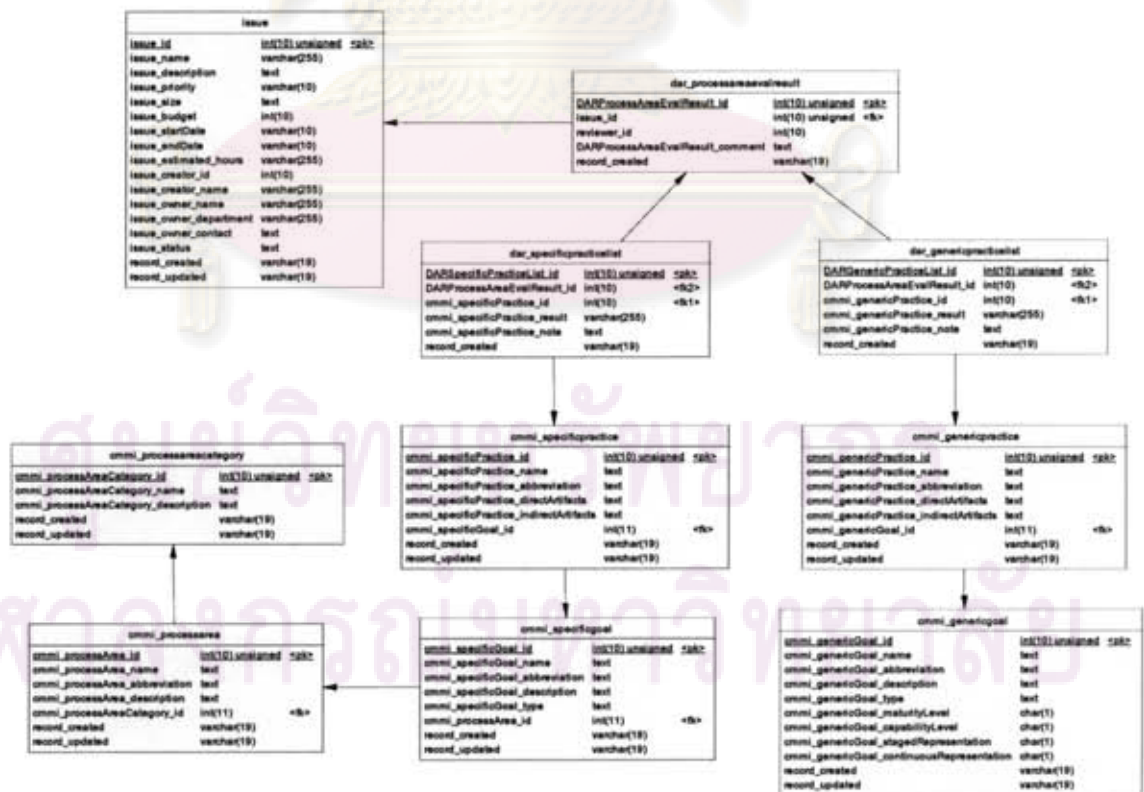 issue
issue_id int(10) unsigned <pk>
issue_name varchar(255)
issue_description text
issue_priority varchar(10)
issue_size text
issue_budget int(10)
issue_startDate varchar(10)
issue_endDate varchar(10)
issue_estimated_hours varchar(255)
issue_creator_id int(10)
issue_creator_name varchar(255)
issue_owner_name varchar(255)
issue_owner_department varchar(255)
issue_owner_contact text
issue_status text
record_created varchar(19)
record_updated varchar(19)
dar_processareaevalresult
DARProcessAreaEvalResult_id int(10) unsigned <pk>
issue_id int(10) unsigned <fk>
reviewer_id int(10)
DARProcessAreaEvalResult_comment text
record_created varchar(19)
dar_specificpracticelist
DARSpecificPracticeList_id int(10) unsigned <pk>
DARProcessAreaEvalResult_id int(10) <fk2>
cmmi_specificPractice_id int(10) <fk1>
cmmi_specificPractice_result varchar(255)
cmmi_specificPractice_note text
record_created varchar(19)
dar_genericpracticelist
DARGenericPracticeList_id int(10) unsigned <pk>
DARProcessAreaEvalResult_id int(10) <fk2>
cmmi_genericPractice_id int(10) <fk1>
cmmi_genericPractice_result varchar(255)
cmmi_genericPractice_note text
record_created varchar(19)
cmmi_processareacategory
cmmi_processAreaCategory_id int(10) unsigned <pk>
cmmi_processAreaCategory_name text
cmmi_processAreaCategory_description text
record_created varchar(19)
record_updated varchar(19)
cmmi_specificpractice
cmmi_specificPractice_id int(10) unsigned <pk>
cmmi_specificPractice_name text
cmmi_specificPractice_abbreviation text
cmmi_specificPractice_directArtifacts text
cmmi_specificPractice_indirectArtifacts text
cmmi_specificGoal_id int(11) <fk>
record_created varchar(19)
record_updated varchar(19)
cmmi_genericpractice
cmmi_genericPractice_id int(10) unsigned <pk>
cmmi_genericPractice_name text
cmmi_genericPractice_abbreviation text
cmmi_genericPractice_directArtifacts text
cmmi_genericPractice_indirectArtifacts text
cmmi_genericGoal_id int(11) <fk>
record_created varchar(19)
record_updated varchar(19)
ศูนย์วิทยทรัพยากร
cmmi_processarea
cmmi_processArea_id int(10) unsigned <pk>
cmmi_processArea_name text
cmmi_processArea_abbreviation text
cmmi_processArea_description text
cmmi_processAreaCategory_id int(11) <fk>
record_created varchar(19)
record_updated varchar(19)
cmmi_specificgoal
cmmi_specificGoal_id int(10) unsigned <pk>
cmmi_specificGoal_name text
cmmi_specificGoal_abbreviation text
cmmi_specificGoal_description text
cmmi_specificGoal_type text
cmmi_processArea_id int(11) <fk>
record_created varchar(19)
record_updated varchar(19)
cmmi_genericgoal
cmmi_genericGoal_id int(10) unsigned <pk>
cmmi_genericGoal_name text
cmmi_genericGoal_abbreviation text
cmmi_genericGoal_description text
cmmi_genericGoal_type text
cmmi_genericGoal_maturityLevel char(1)
cmmi_genericGoal_capabilityLevel char(1)
cmmi_genericGoal_stagedRepresentation char(1)
cmmi_genericGoal_continuousRepresentation char(1)
record_created varchar(19)
record_updated varchar(19)